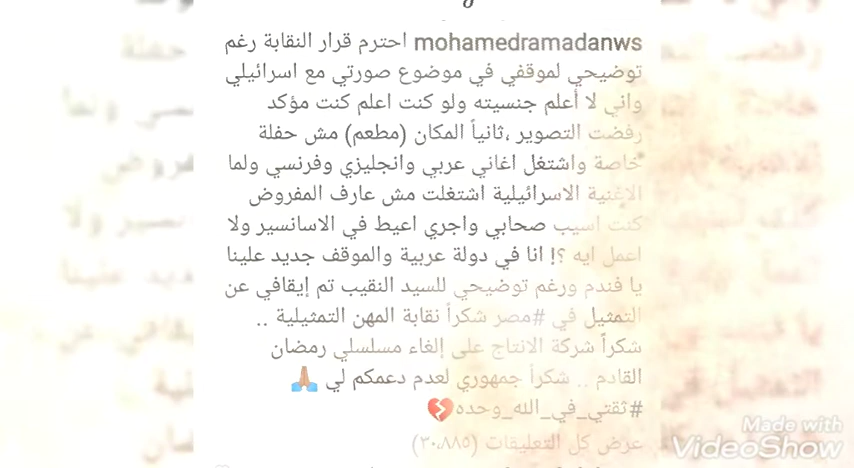 mohamedramadanws احترم قرار النقابة رغم
توضيحي لموقفي في موضوع صورتي مع اسرائيلي
واني لا أعلم جنسيته ولو كنت اعلم كنت مؤكد
رفضت التصوير ،ثانياً المكان (مطعم) مش حفلة
خاصة واشتغل اغاني عربي وانجليزي وفرنسي ولما
الاغنية الاسرائيلية اشتغلت مش عارف المفروض
كنت اسيب صحابي واجري اعيط في الاسانسير ولا
اعمل ايه ؟! انا في دولة عربية والموقف جديد علينا
يا فندم ورغم توضيحي للسيد النقيب تم إيقافي عن
التمثيل في #مصر شكراً نقابة المهن التمثيلية ..
شكراً شركة الانتاج على إلغاء مسلسلي رمضان
القادم .. شكراً جمهوري لعدم دعمكم لي 🙏🏽
#ثقتي_في_الله_وحده💔
عرض كل التعليقات (٣٠،٨٨٥)
Made with
VideoShow